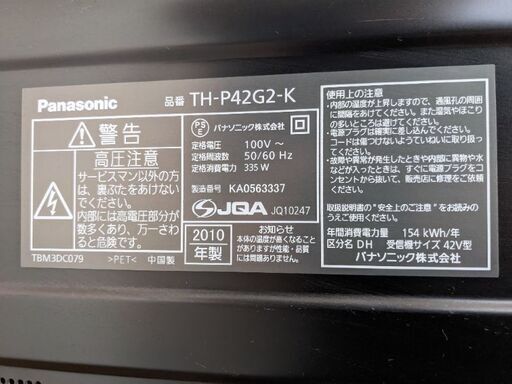 Panasonic
品番 TH-P42G2-K
警告
高圧注意
サービスマン以外の方
は、裏ぶたをあけない
でください。
内部には高電圧部分が
数多くあり、万一さわ
ると危険です。
TBM3DC079
>PET< 中国製
PS
E
パナソニック株式会社
定格電圧 100V～
定格周波数 50/60 Hz
定格消費電力 335 W
製造番号 KA0563337
JQA JQ10247
2010
年製
お知らせ
本体の温度が高くなること
がありますが、性能・品質
には問題ありません。
使用上の注意
・内部の温度が上昇しますので、通風孔の周囲
に間隔をあけてください。また、湿気やほこり
の多いところは避けてください。
・電源プラグは確実に差し込んでください。
コードは傷つけないようていねいに取り扱って
ください。
・故障や異常が発生したときや内部に異物や水
などが入ったときは、すぐに電源プラグをコン
セントから抜いて、販売店に修理をご依頼
ください。
取扱説明書の"安全上のご注意"をお読みの
うえご使用ください。
年間消費電力量 154 kWh/年
区分名 DH 受信機サイズ 42V型
パナソニック株式会社